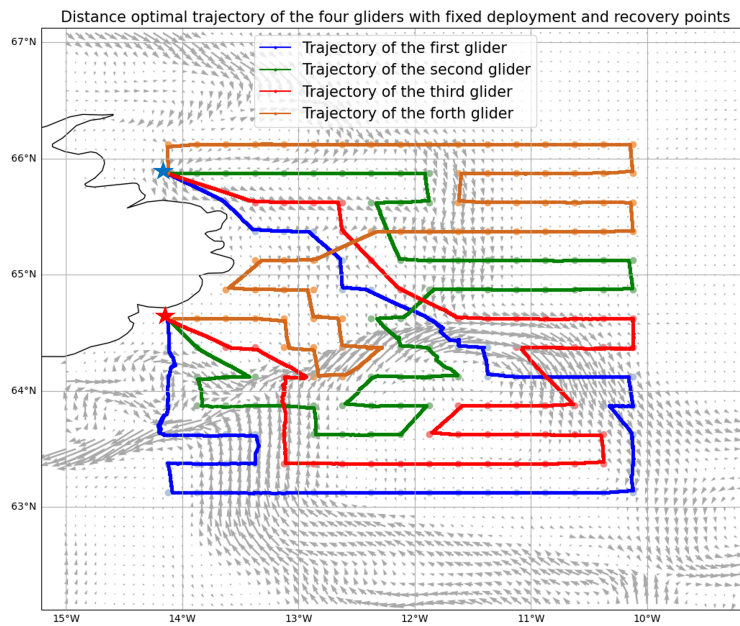 Distance optimal trajectory of the four gliders with fixed deployment and recovery points
Trajectory of the first glider
Trajectory of the second glider
Trajectory of the third glider
Trajectory of the forth glider
67°N
66°N
65°N
64°N
63°N
15°W 14°W 13°W 12°W 11°W 10°W